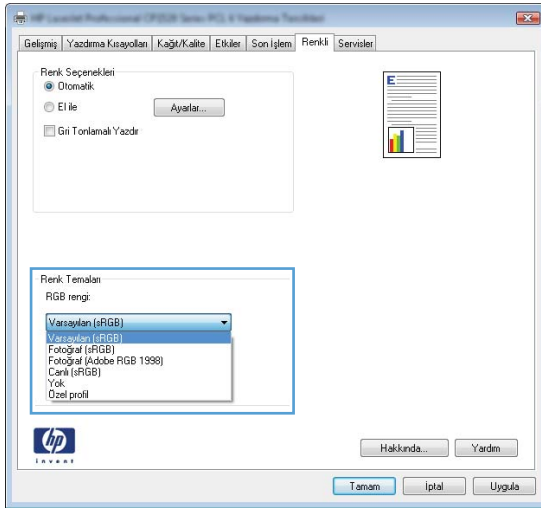 Gelişmiş Yazdırma Kısayolları Kağıt/Kalite Etkiler Son İşlem Renkli Servisler
Renk Seçenekleri
Otomatik
El ile
Ayarlar...
Gri Tonlamalı Yazdır
E
Renk Temaları
RGB rengi:
Varsayılan (sRGB)
Varsayılan (sRGB)
Fotoğraf (sRGB)
Fotoğraf (Adobe RGB 1998)
Canlı (sRGB)
Yok
Özel profil
hp
invent
Hakkında... Yardım
Tamam İptal Uygula